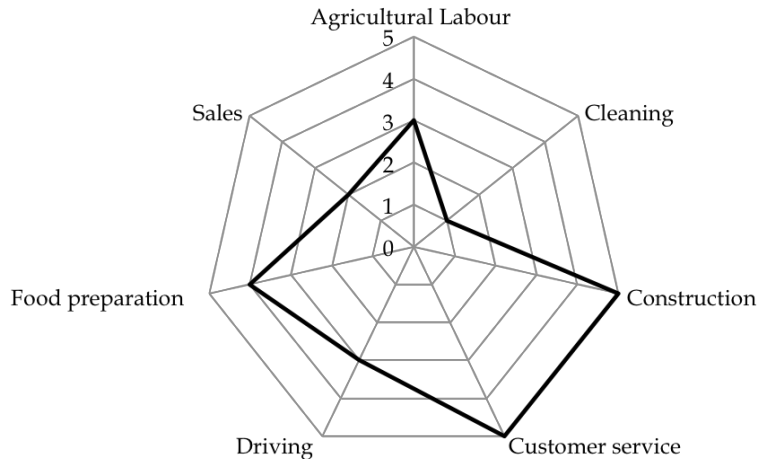 Agricultural Labour
5
4
3
2
1
0
Sales
Cleaning
Food preparation
Construction
Driving
Customer service